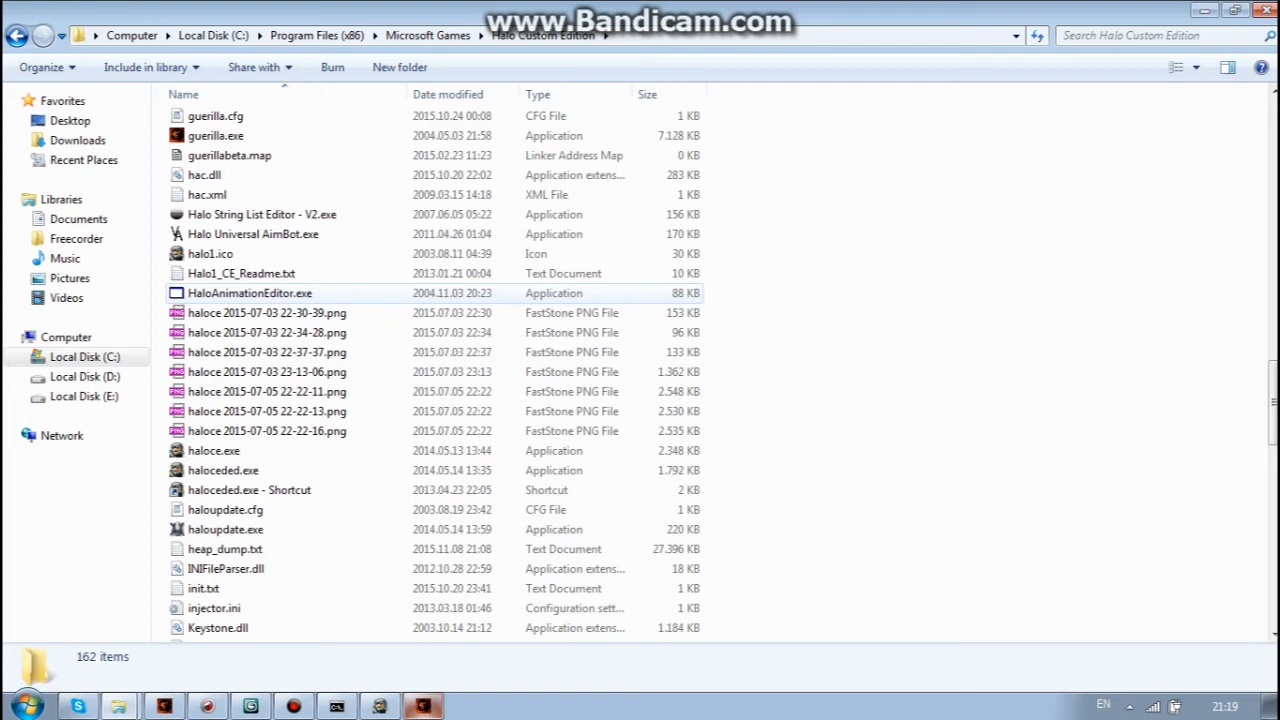 www.Bandicam.com
Computer Local Disk (C:) Program Files (x86) Microsoft Games Halo Custom Edition Search Halo Custom Edition
Organize Include in library Share with Burn New folder
Name Date modified Type Size
Favorites
Desktop
Downloads
Recent Places
Libraries
Documents
Freecorder
Music
Pictures
Videos
Computer
Local Disk (C:)
Local Disk (D:)
Local Disk (E:)
Network
guerilla.cfg 2015.10.24 00:08 CFG File 1 KB
guerilla.exe 2004.05.03 21:58 Application 7.128 KB
guerillabeta.map 2015.02.23 11:23 Linker Address Map 0 KB
hac.dll 2015.10.20 22:02 Application extens... 283 KB
hac.xml 2009.03.15 14:18 XML File 1 KB
Halo String List Editor - V2.exe 2007.06.05 05:22 Application 156 KB
Halo Universal AimBot.exe 2011.04.26 01:04 Application 170 KB
halo1.ico 2003.08.11 04:39 Icon 30 KB
Halo1_CE_Readme.txt 2013.01.21 00:04 Text Document 10 KB
HaloAnimationEditor.exe 2004.11.03 20:23 Application 88 KB
haloce 2015-07-03 22-30-39.png 2015.07.03 22:30 FastStone PNG File 153 KB
haloce 2015-07-03 22-34-28.png 2015.07.03 22:34 FastStone PNG File 96 KB
haloce 2015-07-03 22-37-37.png 2015.07.03 22:37 FastStone PNG File 133 KB
haloce 2015-07-03 23-13-06.png 2015.07.03 23:13 FastStone PNG File 1.362 KB
haloce 2015-07-05 22-22-11.png 2015.07.05 22:22 FastStone PNG File 2.548 KB
haloce 2015-07-05 22-22-13.png 2015.07.05 22:22 FastStone PNG File 2.530 KB
haloce 2015-07-05 22-22-16.png 2015.07.05 22:22 FastStone PNG File 2.535 KB
haloce.exe 2014.05.13 13:44 Application 2.348 KB
haloceded.exe 2014.05.14 13:35 Application 1.792 KB
haloceded.exe - Shortcut 2013.04.23 22:05 Shortcut 2 KB
haloupdate.cfg 2003.08.19 23:42 CFG File 1 KB
haloupdate.exe 2014.05.14 13:59 Application 220 KB
heap_dump.txt 2015.11.08 21:08 Text Document 27.396 KB
INIFileParser.dll 2012.10.28 22:59 Application extens... 18 KB
init.txt 2015.10.20 23:41 Text Document 1 KB
injector.ini 2013.03.18 01:46 Configuration sett... 1 KB
Keystone.dll 2003.10.14 21:12 Application extens... 1.184 KB
162 items
EN 21:19